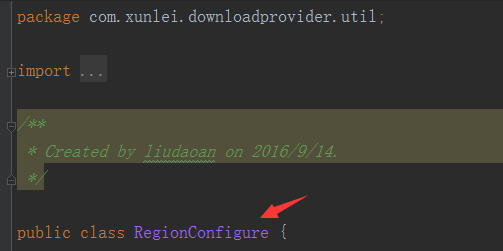 package com.xunlei.downloadprovider.util;
import ...
/**
* Created by liudaoan on 2016/9/14.
*/
public class RegionConfigure {